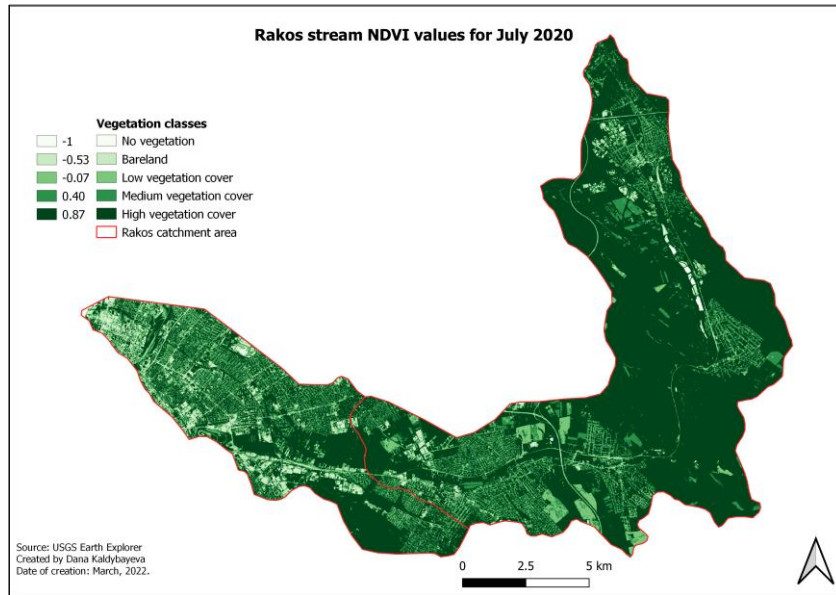 Rakos stream NDVI values for July 2020
Vegetation classes
-1 No vegetation
-0.53 Bareland
-0.07 Low vegetation cover
0.40 Medium vegetation cover
0.87 High vegetation cover
Rakos catchment area
Source: USGS Earth Explorer
Created by Dana Kaldybayeva
Date of creation: March, 2022.
0 2.5 5 km